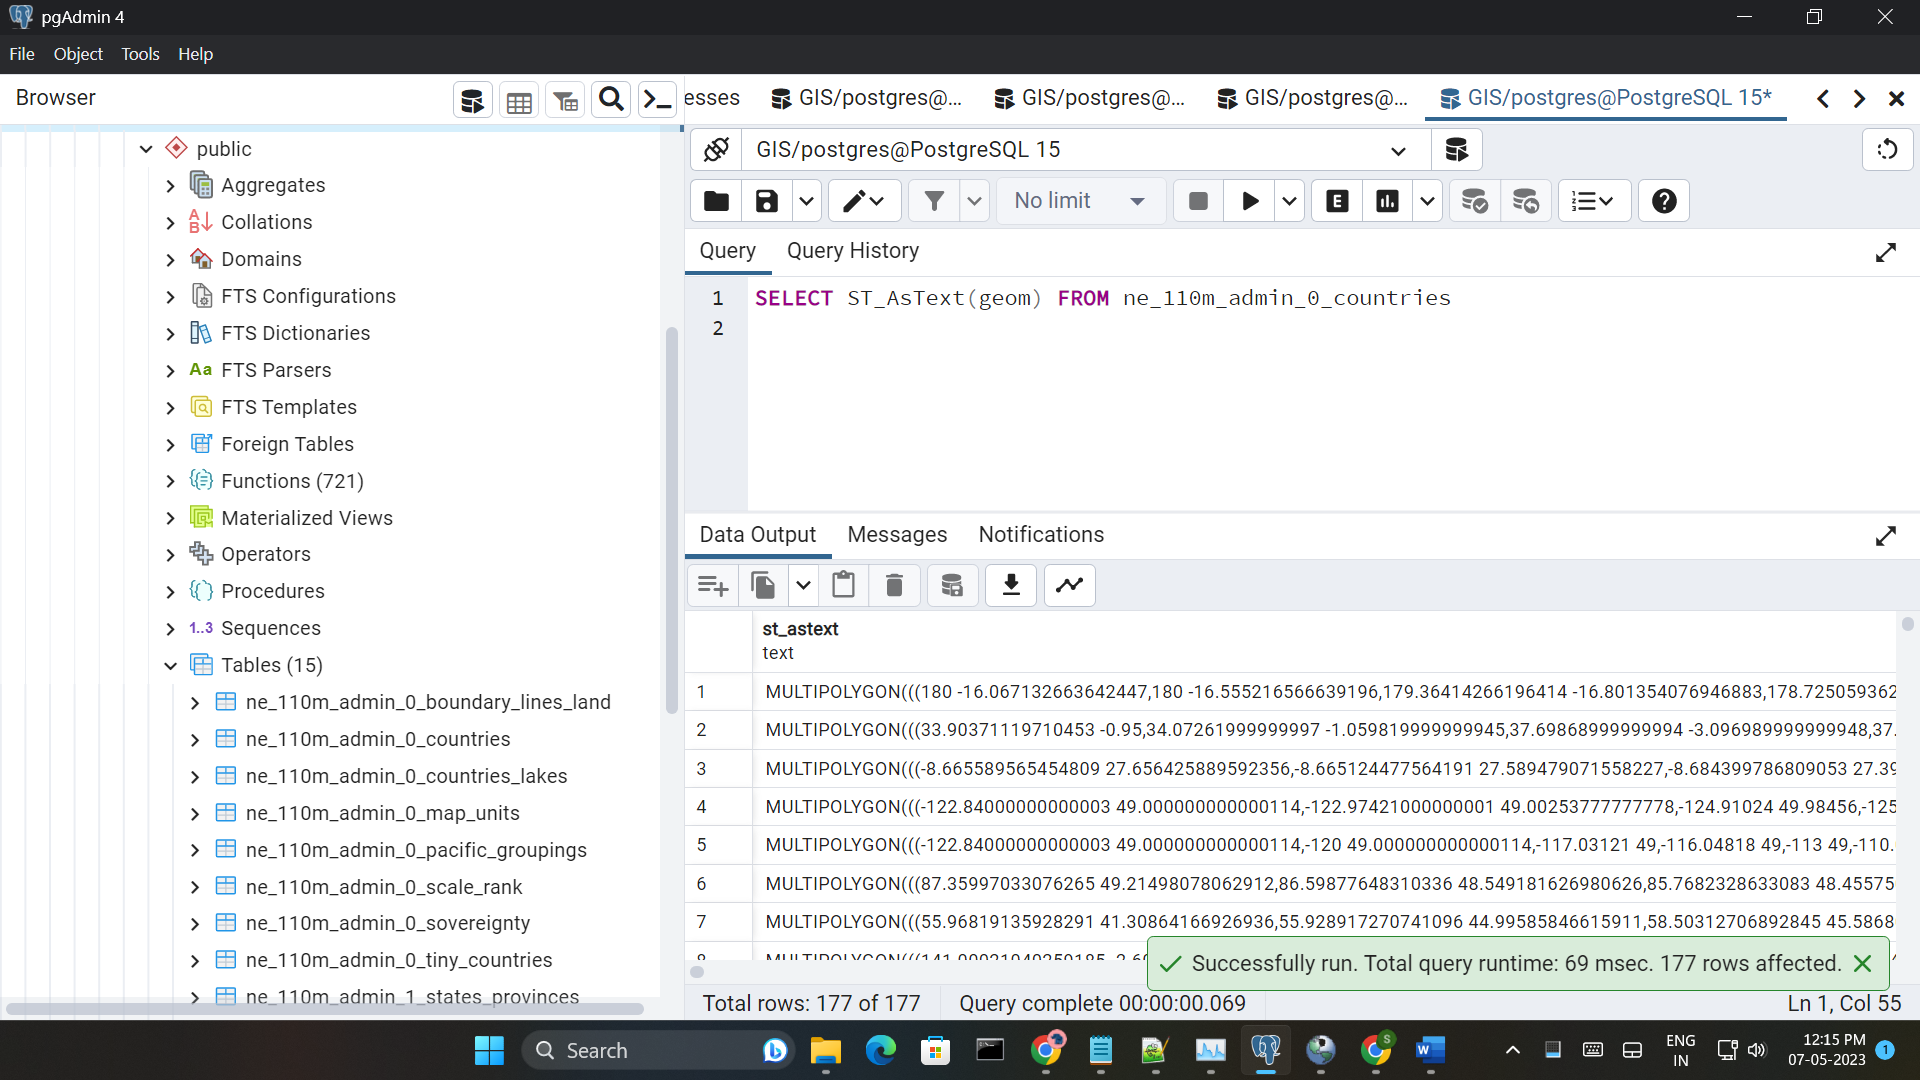 pgAdmin 4
File Object Tools Help
Browser
esses GIS/postgres@... GIS/postgres@... GIS/postgres@... GIS/postgres@PostgreSQL 15*
public
Aggregates
Collations
Domains
FTS Configurations
FTS Dictionaries
Aa FTS Parsers
FTS Templates
Foreign Tables
Functions (721)
Materialized Views
Operators
Procedures
1..3 Sequences
Tables (15)
ne_110m_admin_0_boundary_lines_land
ne_110m_admin_0_countries
ne_110m_admin_0_countries_lakes
ne_110m_admin_0_map_units
ne_110m_admin_0_pacific_groupings
ne_110m_admin_0_scale_rank
ne_110m_admin_0_sovereignty
ne_110m_admin_0_tiny_countries
ne_110m_admin_1_states_provinces
GIS/postgres@PostgreSQL 15
No limit
E
Query Query History
1 SELECT ST_AsText(geom) FROM ne_110m_admin_0_countries
2
Data Output Messages Notifications
st_astext
text
1 MULTIPOLYGON(((180 -16.067132663642447,180 -16.555216566639196,179.36414266196414 -16.801354076946883,178.725059362
2 MULTIPOLYGON(((33.90371119710453 -0.95,34.07261999999997 -1.059819999999945,37.69868999999994 -3.096989999999948,37.
3 MULTIPOLYGON(((-8.665589565454809 27.656425889592356,-8.665124477564191 27.589479071558227,-8.684399786809053 27.39
4 MULTIPOLYGON(((-122.84000000000003 49.000000000000114,-122.97421000000001 49.00253777777778,-124.91024 49.98456,-125
5 MULTIPOLYGON(((-122.84000000000003 49.000000000000114,-120 49.000000000000114,-117.03121 49,-116.04818 49,-113 49,-110.
6 MULTIPOLYGON(((87.35997033076265 49.21498078062912,86.59877648310336 48.549181626980626,85.7682328633083 48.45575
7 MULTIPOLYGON(((55.96819135928291 41.30864166926936,55.928917270741096 44.99585846615911,58.50312706892845 45.5868
Successfully run. Total query runtime: 69 msec. 177 rows affected.
Total rows: 177 of 177 Query complete 00:00:00.069 Ln 1, Col 55
Search
ENG
IN
12:15 PM
07-05-2023
1